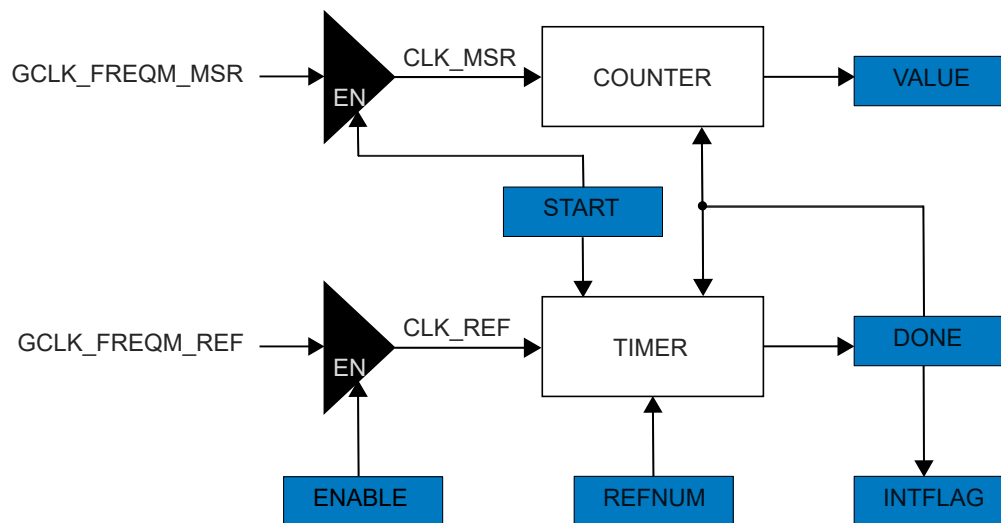 CLK_MSR
GCLK_FREQM_MSR
COUNTER
VALUE
EN
START
CLK_REF
GCLK_FREQM_REF
TIMER
DONE
EN
ENABLE
REFNUM
INTFLAG